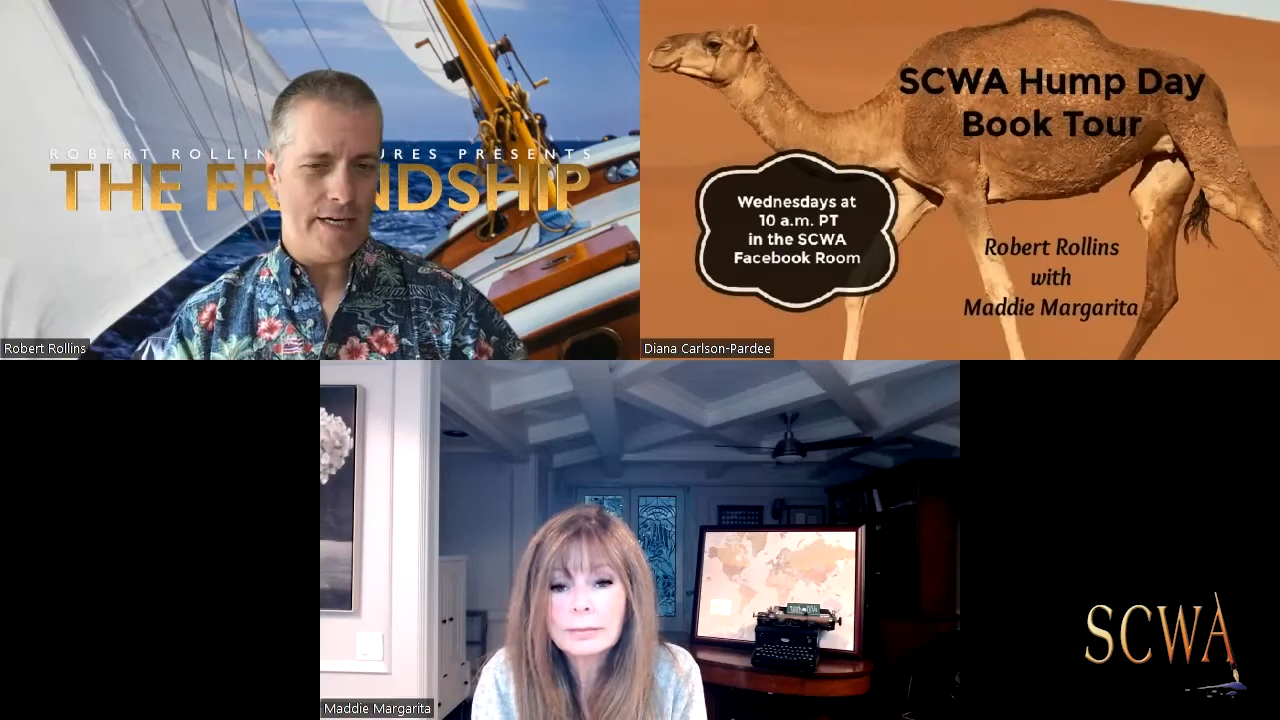 ROBERT ROLLIN URES PRESENTS
THE FR NDSHIP
Robert Rollins
SCWA Hump Day
Book Tour
Wednesdays at
10 a.m. PT
in the SCWA
Facebook Room
Robert Rollins
with
Maddie Margarita
Diana Carlson-Pardee
Maddie Margarita
SCWA